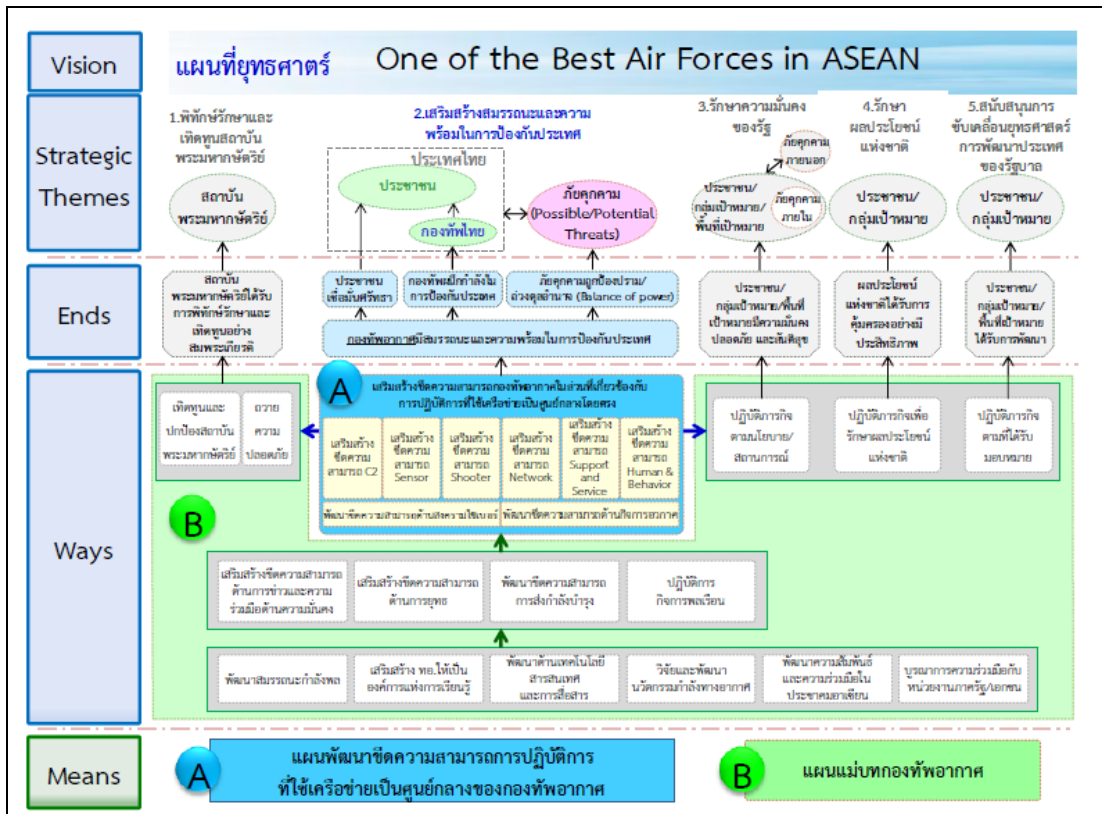 Vision
แผนที่ยุทธศาตร์ One of the Best Air Forces in ASEAN
Strategic
Themes
1.พิทักษ์รักษาและ
เทิดทูนสถาบัน
พระมหากษัตริย์
สถาบัน
พระมหากษัตริย์
2.เสริมสร้างสมรรถนะและความ
พร้อมในการป้องกันประเทศ
ประเทศไทย
ประชาชน
กองทัพไทย
ภัยคุกคาม
(Possible/Potential
Threats)
3.รักษาความมั่นคง
ของรัฐ
ภัยคุกคาม
ภายนอก
ประชาชน/
กลุ่มเป้าหมาย/
พื้นที่เป้าหมาย
ภัยคุกคาม
ภายใน
4.รักษา
ผลประโยชน์
แห่งชาติ
ประชาชน/
กลุ่มเป้าหมาย
5.สนับสนุนการ
ขับเคลื่อนยุทธศาสตร์
การพัฒนาประเทศ
ของรัฐบาล
ประชาชน/
กลุ่มเป้าหมาย
Ends
สถาบัน
พระมหากษัตริย์ได้รับ
การพิทักษ์รักษาและ
เทิดทูนอย่าง
สมพระเกียรติ
ประชาชน
เชื่อมั่นศรัทธา
กองทัพผนึกกำลังใน
การป้องกันประเทศ
ภัยคุกคามถูกป้องปราม/
ถ่วงดุลอำนาจ (Balance of power)
กองทัพอากาศมีสมรรถนะและความพร้อมในการป้องกันประเทศ
ประชาชน/
กลุ่มเป้าหมาย/พื้นที่
เป้าหมายมีความมั่นคง
ปลอดภัย และสันติสุข
ผลประโยชน์
แห่งชาติได้รับการ
คุ้มครองอย่างมี
ประสิทธิภาพ
ประชาชน/
กลุ่มเป้าหมาย/
พื้นที่เป้าหมาย
ได้รับการพัฒนา
Ways
เทิดทูนและ
ปกป้องสถาบัน
พระมหากษัตริย์
ถวาย
ความ
ปลอดภัย
A
เสริมสร้างขีดความสามารถกองทัพอากาศในส่วนที่เกี่ยวข้องกับ
การปฏิบัติการที่ใช้เครือข่ายเป็นศูนย์กลางโดยตรง
เสริมสร้าง
ขีดความ
สามารถ C2
เสริมสร้าง
ขีดความ
สามารถ
Sensor
เสริมสร้าง
ขีดความ
สามารถ
Shooter
เสริมสร้าง
ขีดความ
สามารถ
Network
เสริมสร้าง
ขีดความ
สามารถ
Support
and
Service
เสริมสร้าง
ขีดความ
สามารถ
Human &
Behavior
พัฒนาขีดความสามารถด้านสงครามไซเบอร์
พัฒนาขีดความสามารถด้านกิจการอวกาศ
ปฏิบัติภารกิจ
ตามนโยบาย/
สถานการณ์
ปฏิบัติภารกิจเพื่อ
รักษาผลประโยชน์
แห่งชาติ
ปฏิบัติภารกิจ
ตามที่ได้รับ
มอบหมาย
B
เสริมสร้างขีดความสามารถ
ด้านการข่าวและความ
ร่วมมือด้านความมั่นคง
เสริมสร้างขีดความสามารถ
ด้านการยุทธ
พัฒนาขีดความสามารถ
การส่งกำลังบำรุง
ปฏิบัติการ
กิจการพลเรือน
พัฒนาสมรรถนะกำลังพล
เสริมสร้าง ทอ.ให้เป็น
องค์การแห่งการเรียนรู้
พัฒนาด้านเทคโนโลยี
สารสนเทศ
และการสื่อสาร
วิจัยและพัฒนา
นวัตกรรมกำลังทางอากาศ
พัฒนาความสัมพันธ์
และความร่วมมือใน
ประชาคมอาเซียน
บูรณาการความร่วมมือกับ
หน่วยงานภาครัฐ/เอกชน
Means
A
แผนพัฒนาขีดความสามารถการปฏิบัติการ
ที่ใช้เครือข่ายเป็นศูนย์กลางของกองทัพอากาศ
B
แผนแม่บทกองทัพอากาศ